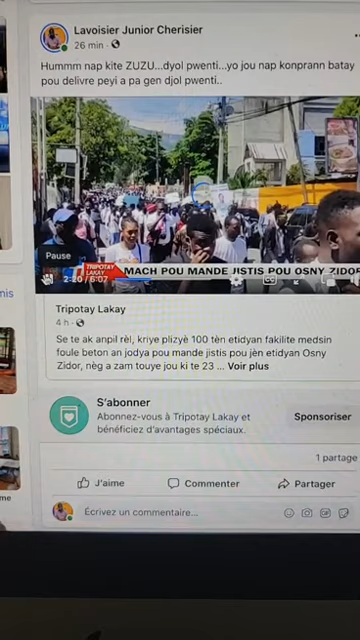 Lavoisier Junior Cherisier
26 min ·
Hummm nap kite ZUZU...dyol pwenti...yo jou nap konprann batay
pou delivre peyi a pa gen djol pwenti..
Pause
2:20 / 6:07
TRIPOTAY
LAKAY
MACH POU MANDE JISTIS POU OSNY ZIDOR
Tripotay Lakay
4 h ·
Se te ak anpil rèl, kriye plizyè 100 tèn etidyan fakilite medsin
foule beton an jodya pou mande jistis pou jèn etidyan Osny
Zidor, nèg a zam touye jou ki te 23 ... Voir plus
S'abonner
Abonnez-vous à Tripotay Lakay et
bénéficiez d'avantages spéciaux.
Sponsoriser
1 partage
J'aime
Commenter
Partager
Écrivez un commentaire...
nis
me